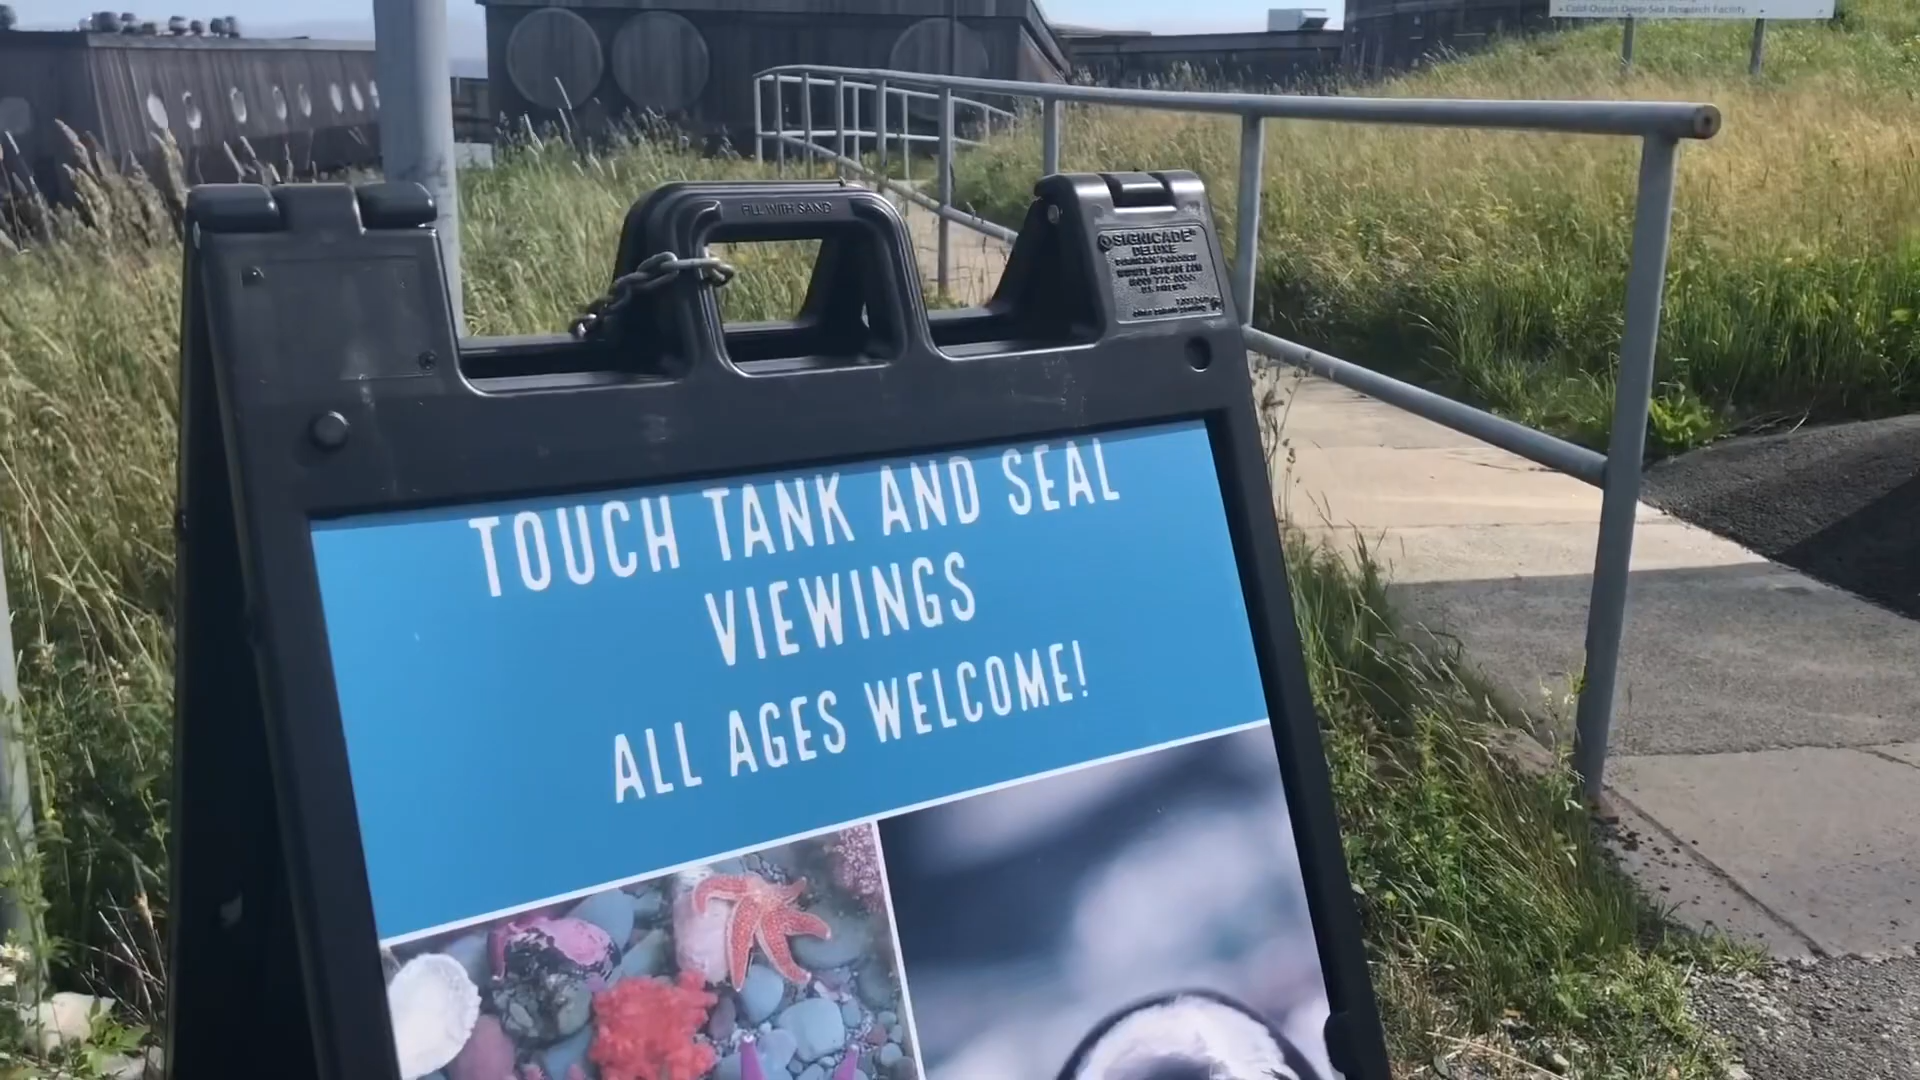 Cold-Ocean Deep-Sea Research Facility
FILL WITH SAND
SIGNICADE
DELUXE
TOUCH TANK AND SEAL
VIEWINGS
ALL AGES WELCOME!